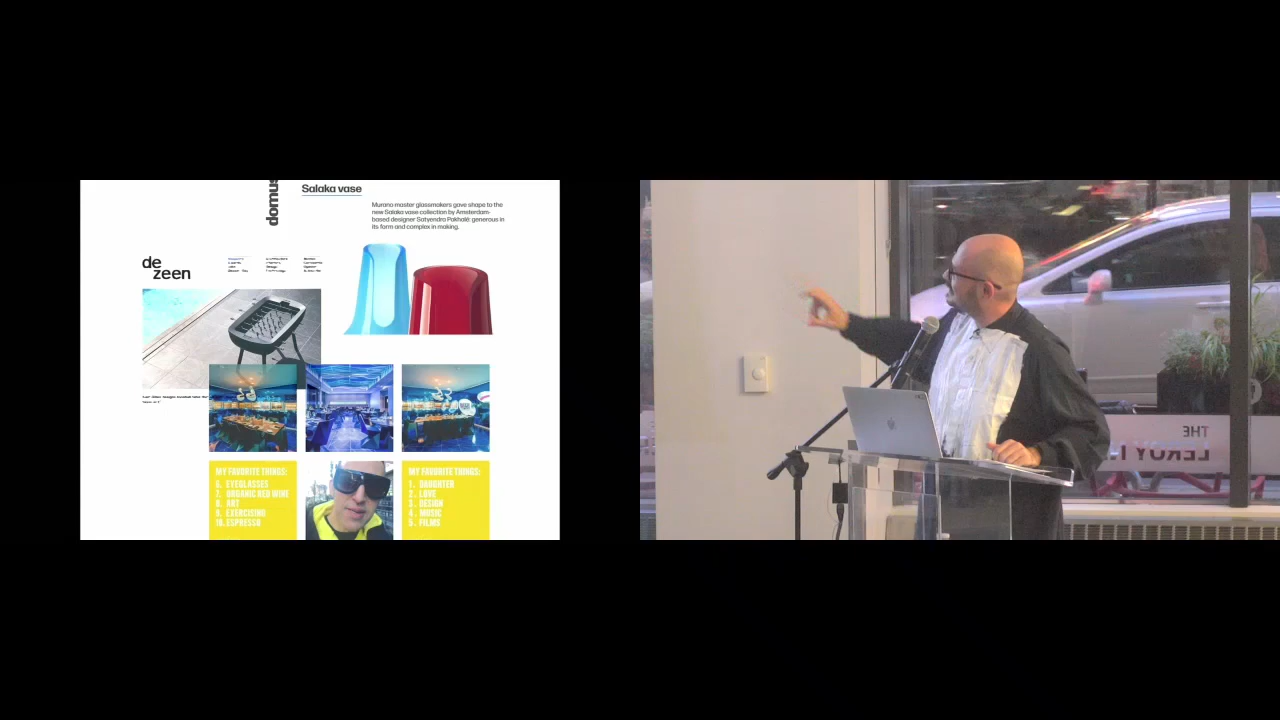 domus
Salaka vase
Murano master glassmakers gave shape to the
new Salaka vase collection by Amsterdam-
based designer Satyendra Pakhalé: generous in
its form and complex in making.
de
zeen
MY FAVORITE THINGS:
6. EYEGLASSES
7. ORGANIC RED WINE
8. ART
9. EXERCISING
10. ESPRESSO
MY FAVORITE THINGS:
1. DAUGHTER
2. LOVE
3. DESIGN
4. MUSIC
5. FILMS
THE
LEROY